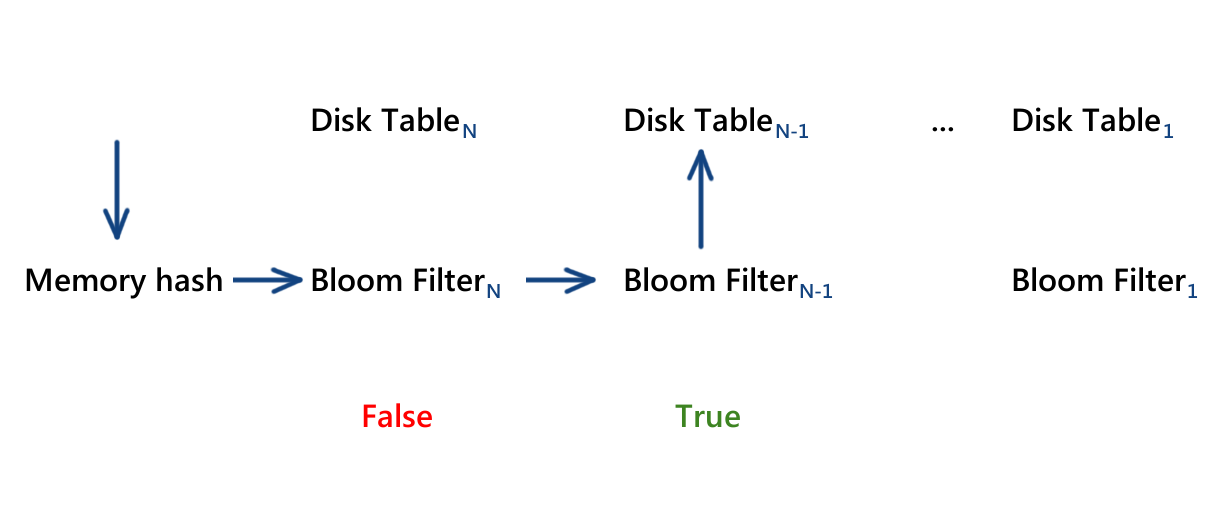 Disk TableN Disk TableN-1 ... Disk Table1
Memory hash Bloom FilterN Bloom FilterN-1 Bloom Filter1
False True